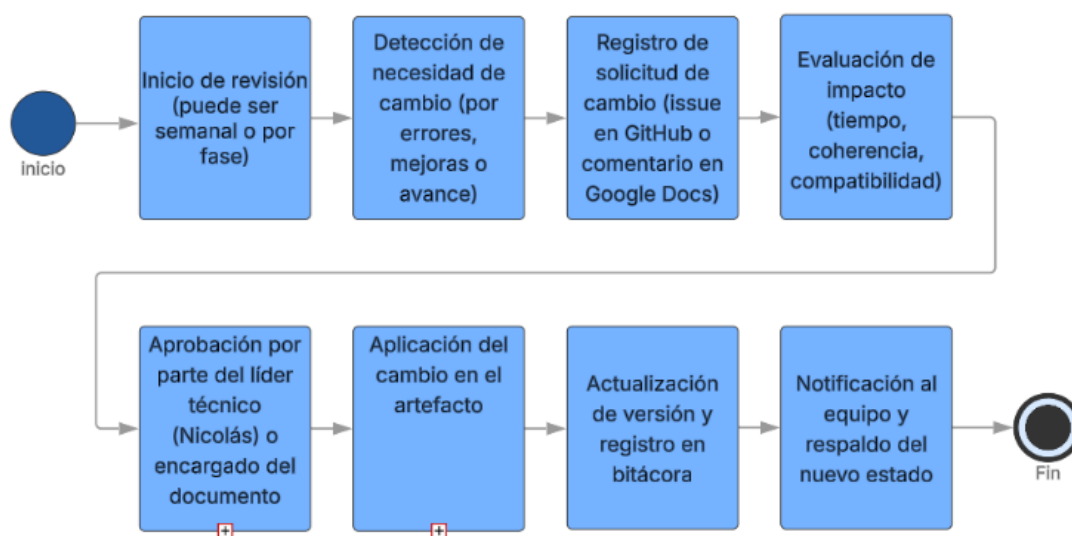 inicio
Inicio de revisión
(puede ser
semanal o por
fase)
Detección de
necesidad de
cambio (por
errores,
mejoras o
avance)
Registro de
solicitud de
cambio (issue
en GitHub o
comentario en
Google Docs)
Evaluación de
impacto
(tiempo,
coherencia,
compatibilidad)
Aprobación por
parte del líder
técnico
(Nicolás) o
encargado del
documento
Aplicación del
cambio en el
artefacto
Actualización
de versión y
registro en
bitácora
Notificación al
equipo y
respaldo del
nuevo estado
Fin